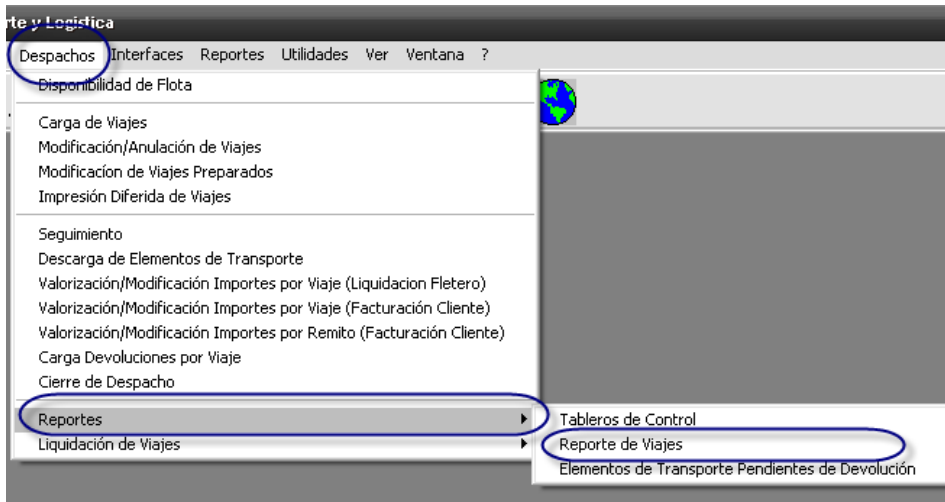 rte y Logística
Despachos Interfaces Reportes Utilidades Ver Ventana ?
Disponibilidad de Flota
Carga de Viajes
Modificación/Anulación de Viajes
Modificacíon de Viajes Preparados
Impresión Diferida de Viajes
Seguimiento
Descarga de Elementos de Transporte
Valorización/Modificación Importes por Viaje (Liquidacion Fletero)
Valorización/Modificación Importes por Viaje (Facturación Cliente)
Valorización/Modificación Importes por Remito (Facturación Cliente)
Carga Devoluciones por Viaje
Cierre de Despacho
Reportes
Liquidación de Viajes
Tableros de Control
Reporte de Viajes
Elementos de Transporte Pendientes de Devolución